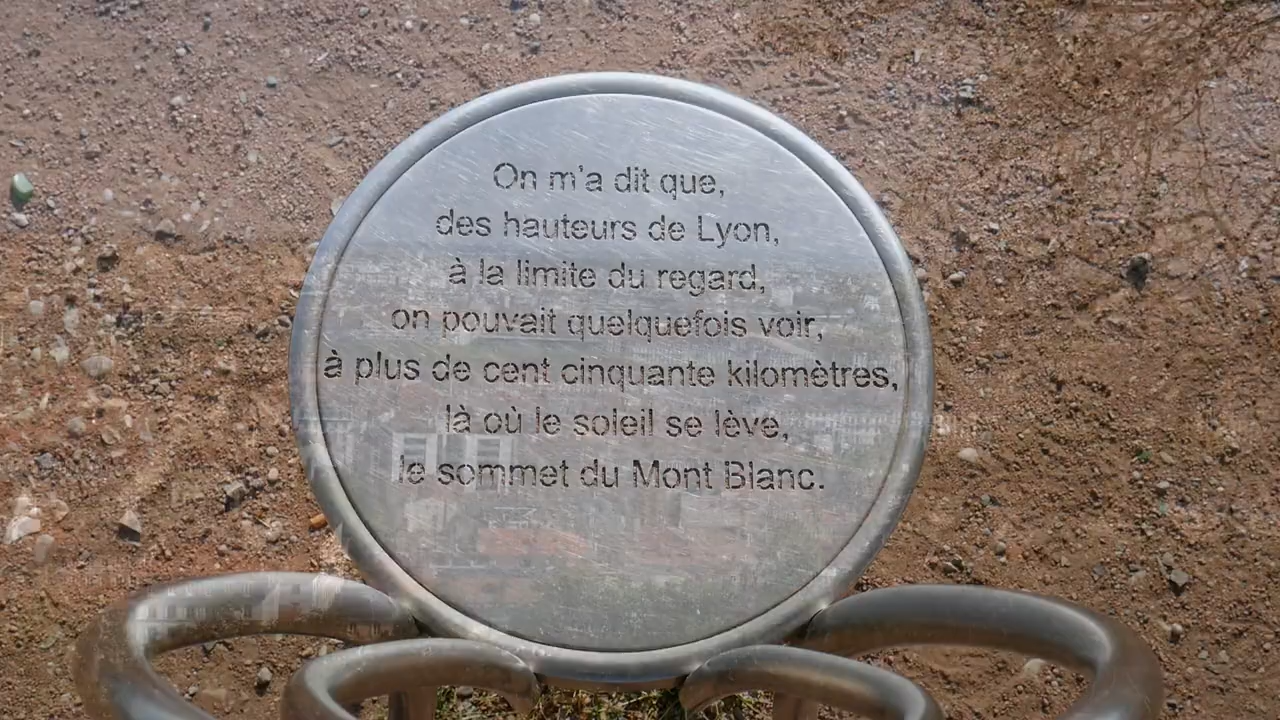 On m'a dit que,
des hauteurs de Lyon,
à la limite du regard,
on pouvait quelquefois voir,
à plus de cent cinquante kilomètres,
là où le soleil se lève,
le sommet du Mont Blanc.